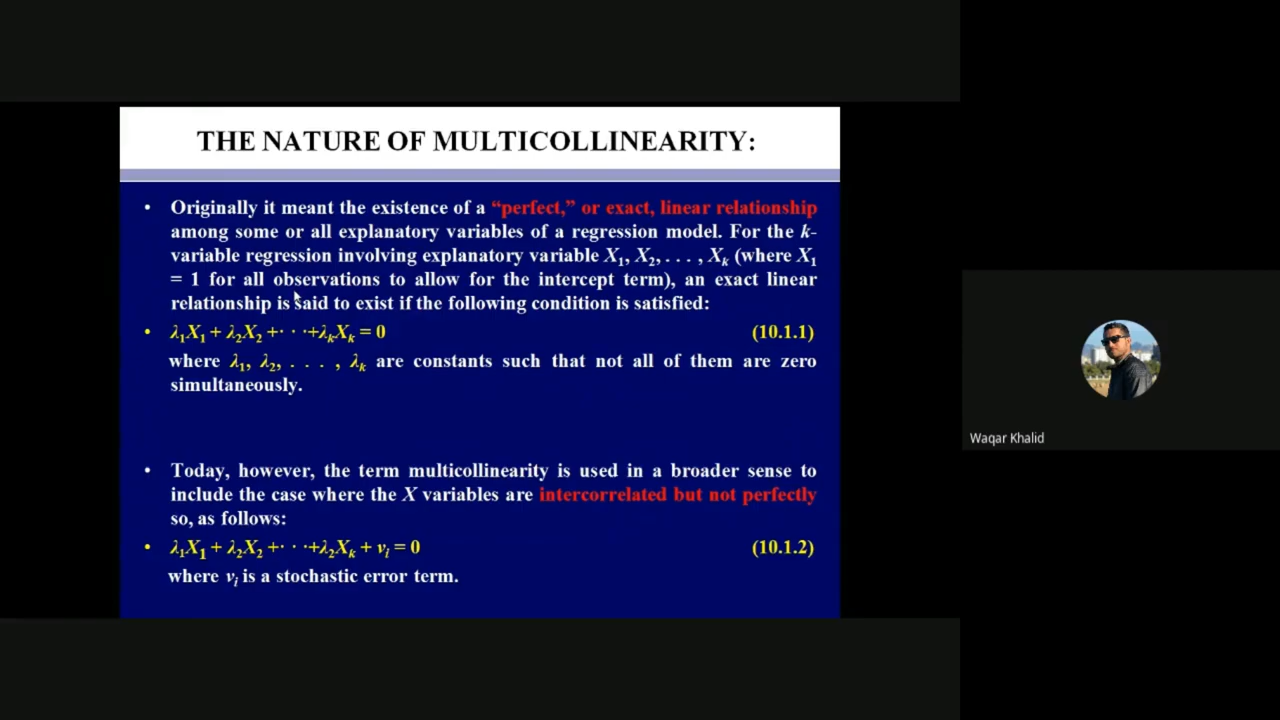 THE NATURE OF MULTICOLLINEARITY:
• Originally it meant the existence of a “perfect,” or exact, linear relationship
among some or all explanatory variables of a regression model. For the k-
variable regression involving explanatory variable X₁, X₂, . . . , Xₖ (where X₁
= 1 for all observations to allow for the intercept term), an exact linear
relationship is said to exist if the following condition is satisfied:
• λ₁X₁ + λ₂X₂ +· · ·+λₖXₖ = 0 (10.1.1)
where λ₁, λ₂, . . . , λₖ are constants such that not all of them are zero
simultaneously.
• Today, however, the term multicollinearity is used in a broader sense to
include the case where the X variables are intercorrelated but not perfectly
so, as follows:
• λ₁X₁ + λ₂X₂ +· · ·+λ₂Xₖ + vᵢ = 0 (10.1.2)
where vᵢ is a stochastic error term.
Waqar Khalid